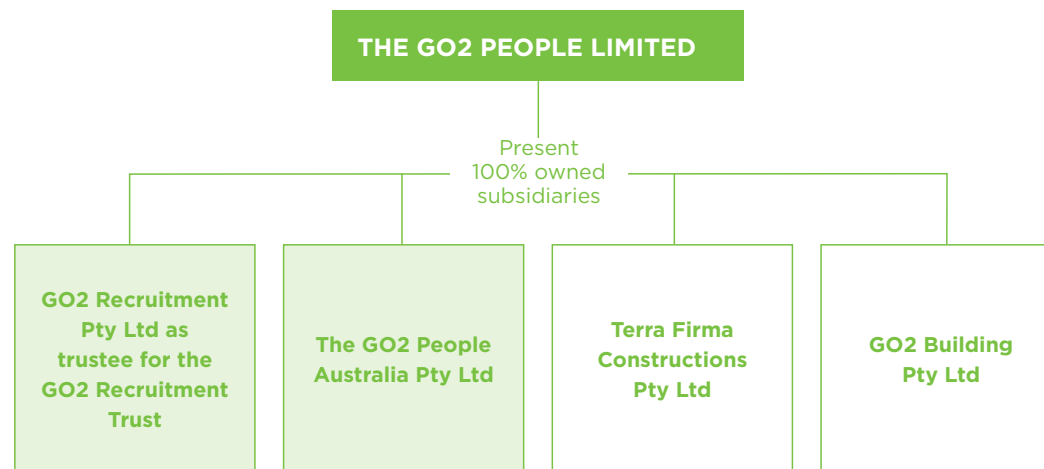 THE GO2 PEOPLE LIMITED
Present
100% owned
subsidiaries
GO2 Recruitment
Pty Ltd as
trustee for the
GO2 Recruitment
Trust
The GO2 People
Australia Pty Ltd
Terra Firma
Constructions
Pty Ltd
GO2 Building
Pty Ltd